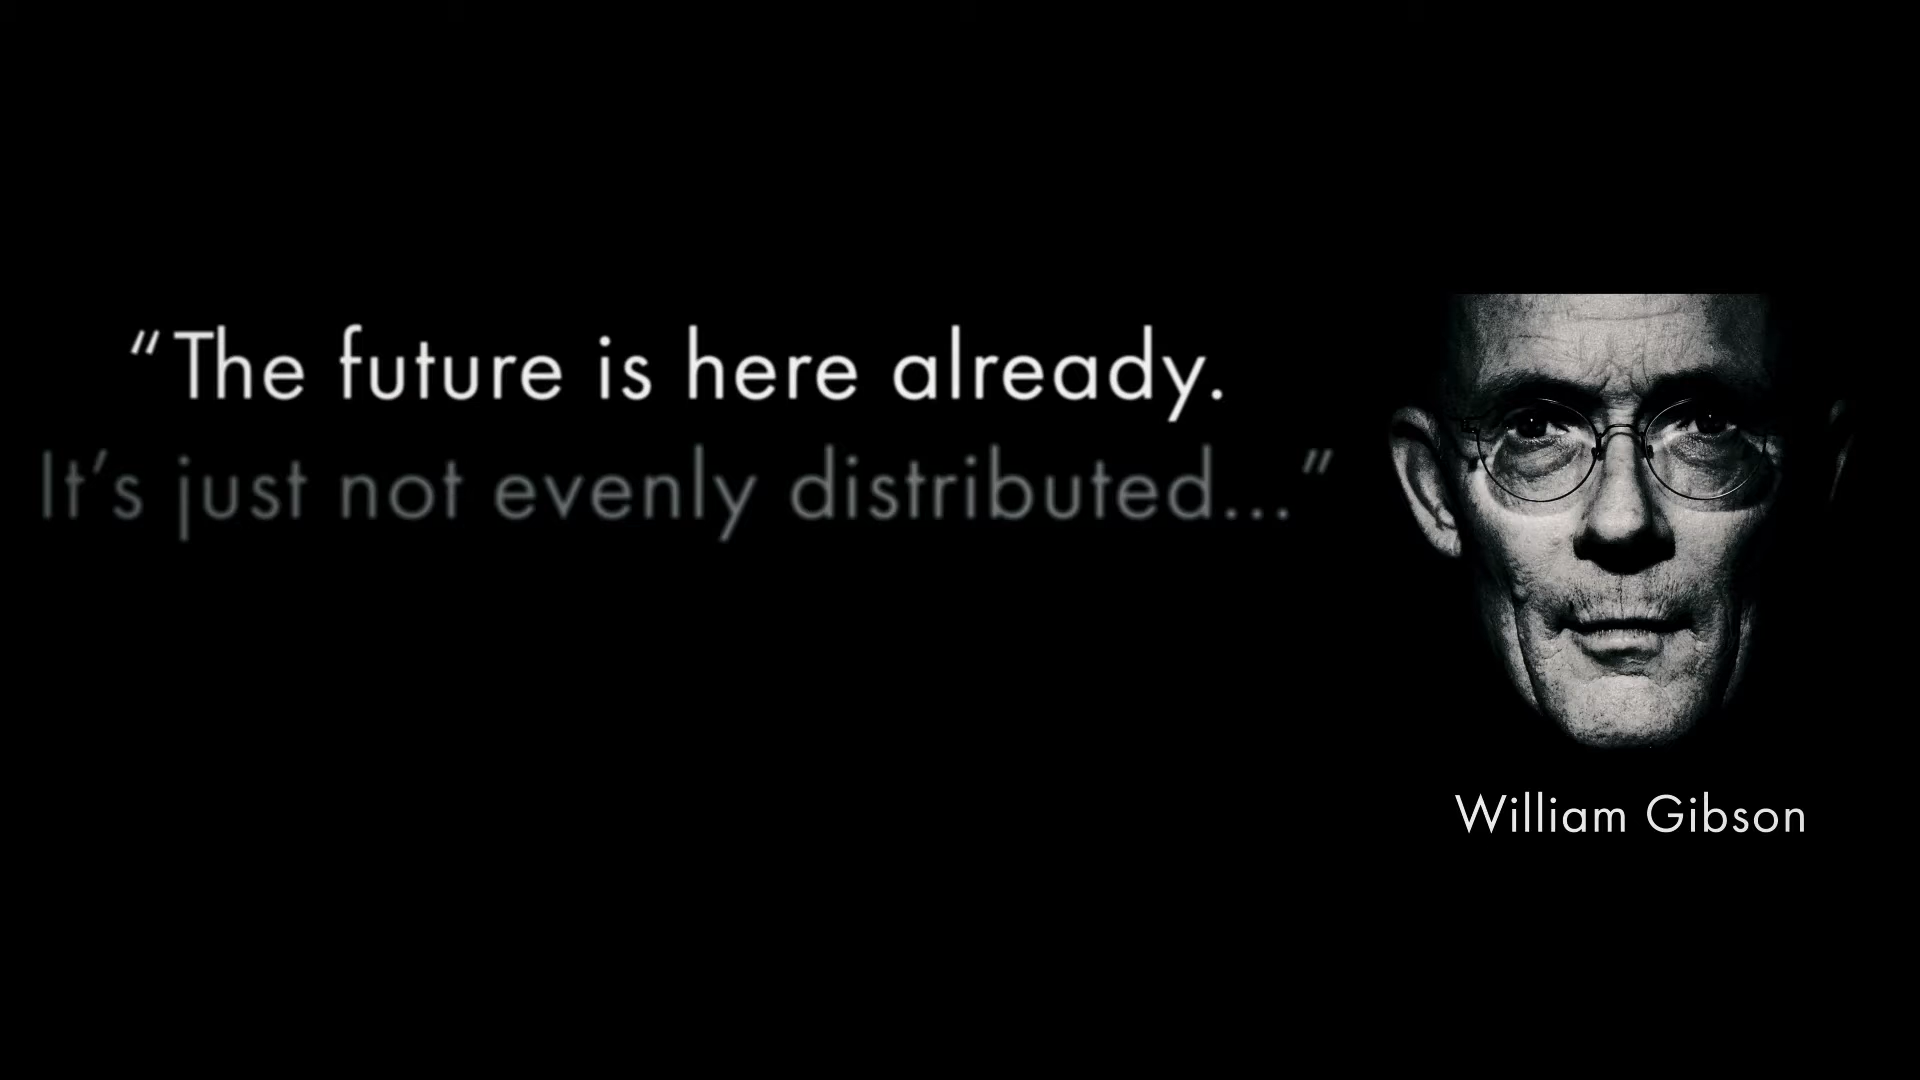 “The future is here already.
It’s just not evenly distributed...”
William Gibson